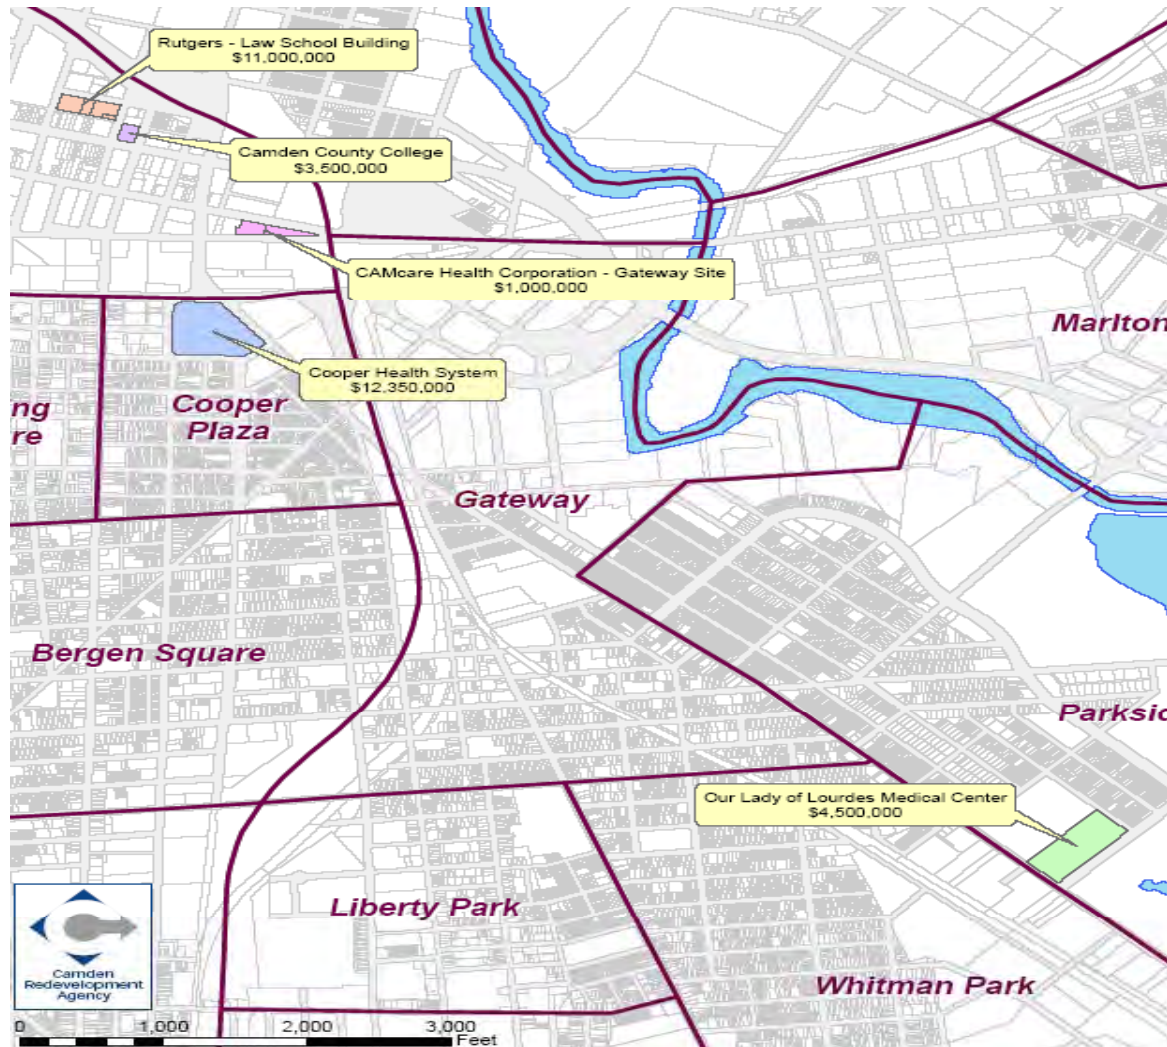 Rutgers - Law School Building
$11,000,000
Camden County College
$3,500,000
CAMcare Health Corporation - Gateway Site
$1,000,000
Marlton
Cooper Health System
$12,350,000
ng
re
Cooper
Plaza
Gateway
Bergen Square
Parksid
Our Lady of Lourdes Medical Center
$4,500,000
Liberty Park
Camden
Redevelopment
Agency
Whitman Park
0 1,000 2,000 3,000
Feet